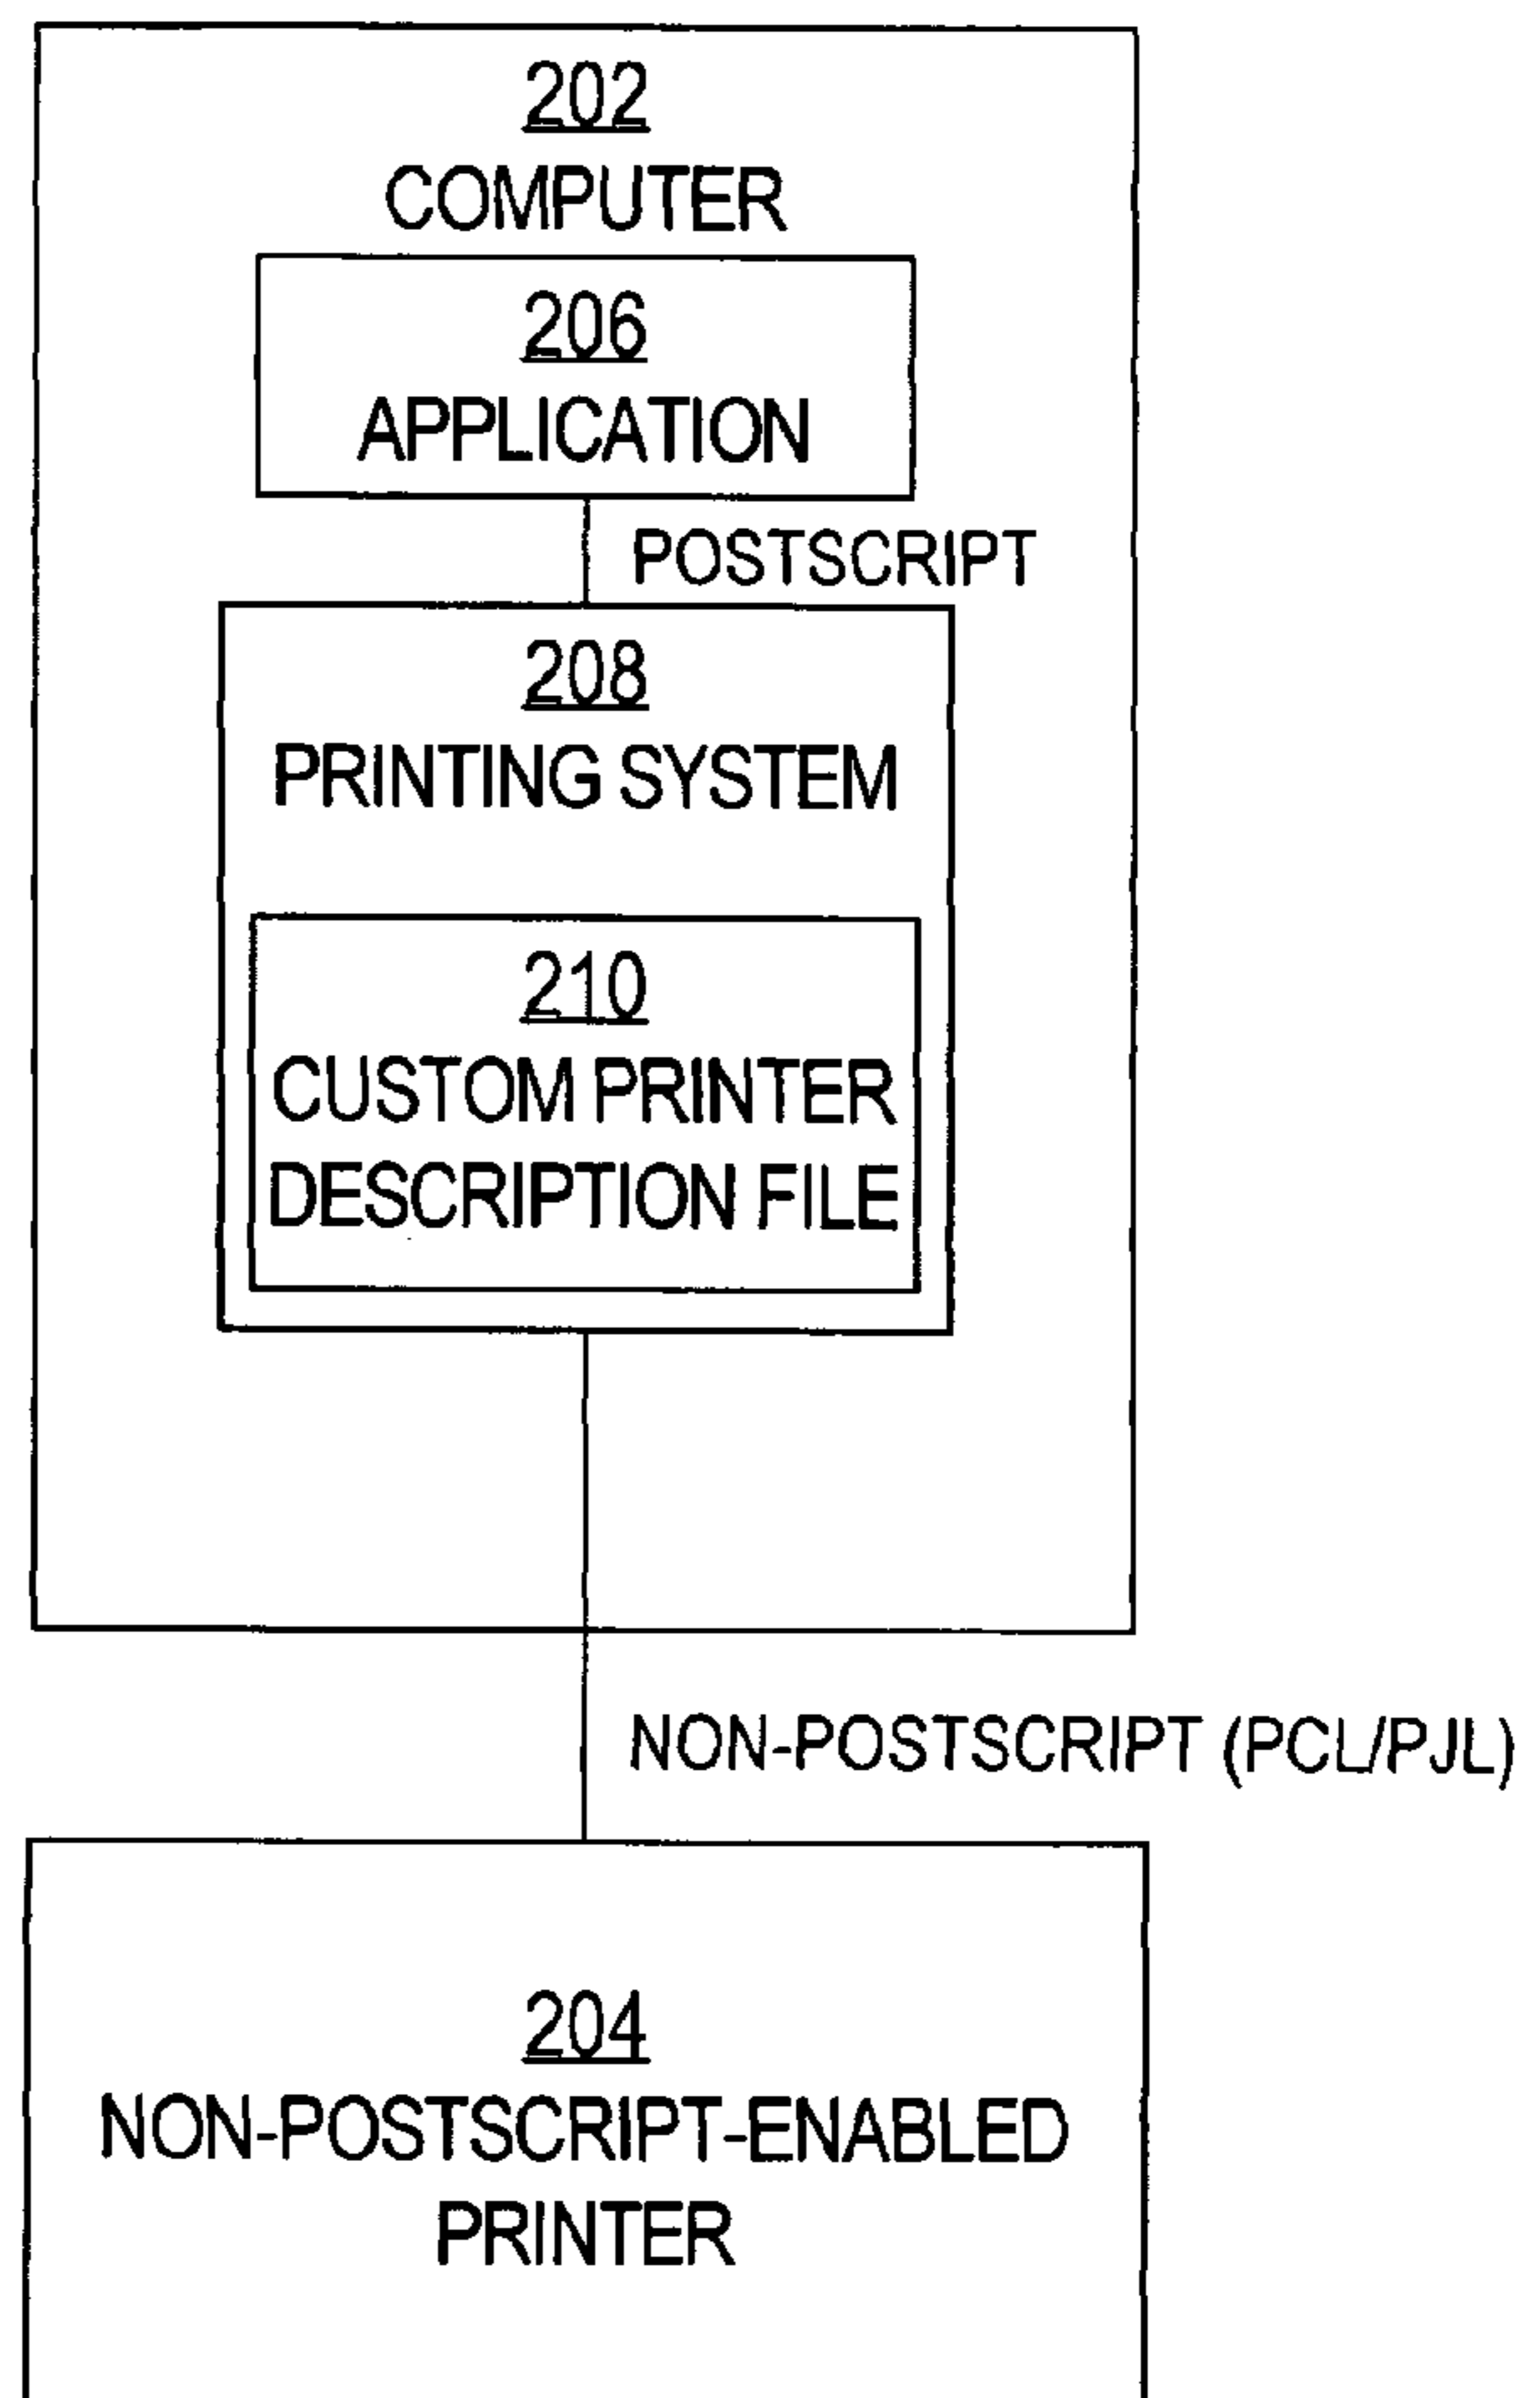 202
COMPUTER
206
APPLICATION
POSTSCRIPT
208
PRINTING SYSTEM
210
CUSTOM PRINTER
DESCRIPTION FILE
NON-POSTSCRIPT (PCL/PJL)
204
NON-POSTSCRIPT-ENABLED
PRINTER